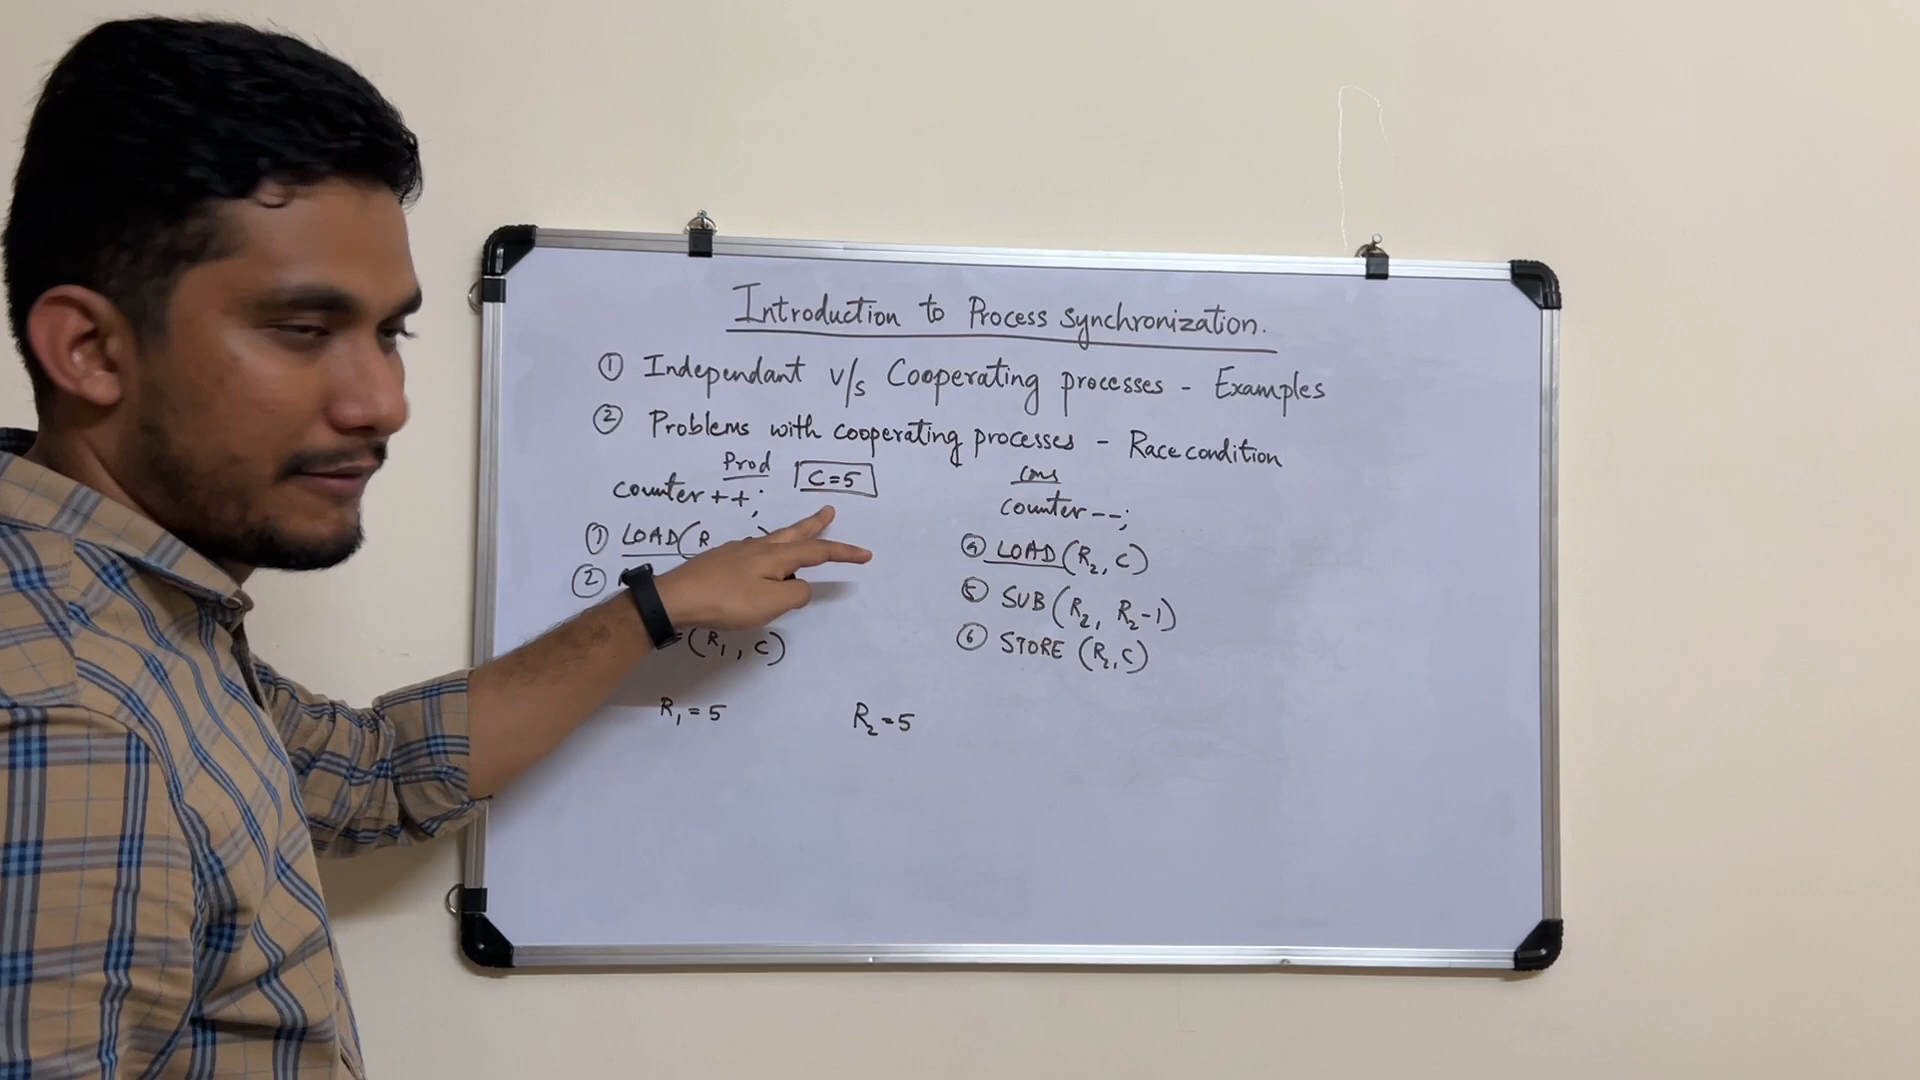 Introduction to Process Synchronization.
① Independant v/s Cooperating processes - Examples
② Problems with cooperating processes - Race condition
Prod
counter++;
C=5
① LOAD(R
②
(R₁, C)
Cons
counter--;
④ LOAD(R₂, C)
⑤ SUB(R₂, R₂-1)
⑥ STORE (R₂, C)
R₁ = 5
R₂ = 5